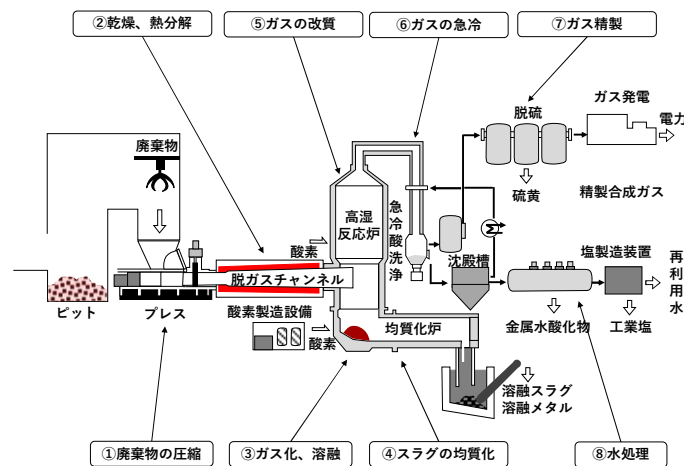 ②乾燥、熱分解
⑤ガスの改質
⑥ガスの急冷
⑦ガス精製
脱硫
ガス発電
電力
廃棄物
硫黄
精製合成ガス
高湿
反応炉
急冷酸洗浄
酸素
沈殿槽
塩製造装置
再利用水
脱ガスチャンネル
ピット
プレス
酸素製造設備
酸素
均質化炉
金属水酸化物
工業塩
溶融スラグ
溶融メタル
①廃棄物の圧縮
③ガス化、溶融
④スラグの均質化
⑧水処理